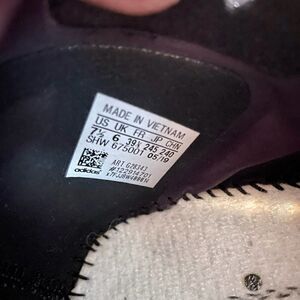 MADE IN VIETNAM
US UK FR JP CHN
7½ 6 39⅓ 245 240
SHW 675001 05/19
ART G28343
adidas